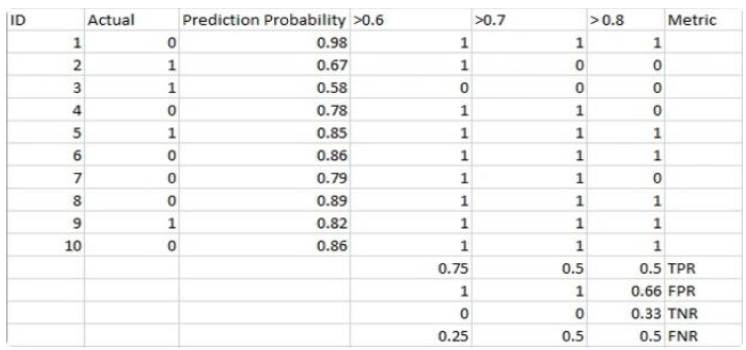 ID Actual Prediction Probability >0.6 >0.7 > 0.8 Metric
1 0 0.98 1 1 1
2 1 0.67 1 0 0
3 1 0.58 0 0 0
4 0 0.78 1 1 0
5 1 0.85 1 1 1
6 0 0.86 1 1 1
7 0 0.79 1 1 0
8 0 0.89 1 1 1
9 1 0.82 1 1 1
10 0 0.86 1 1 1
0.75 0.5 0.5 TPR
1 1 0.66 FPR
0 0 0.33 TNR
0.25 0.5 0.5 FNR